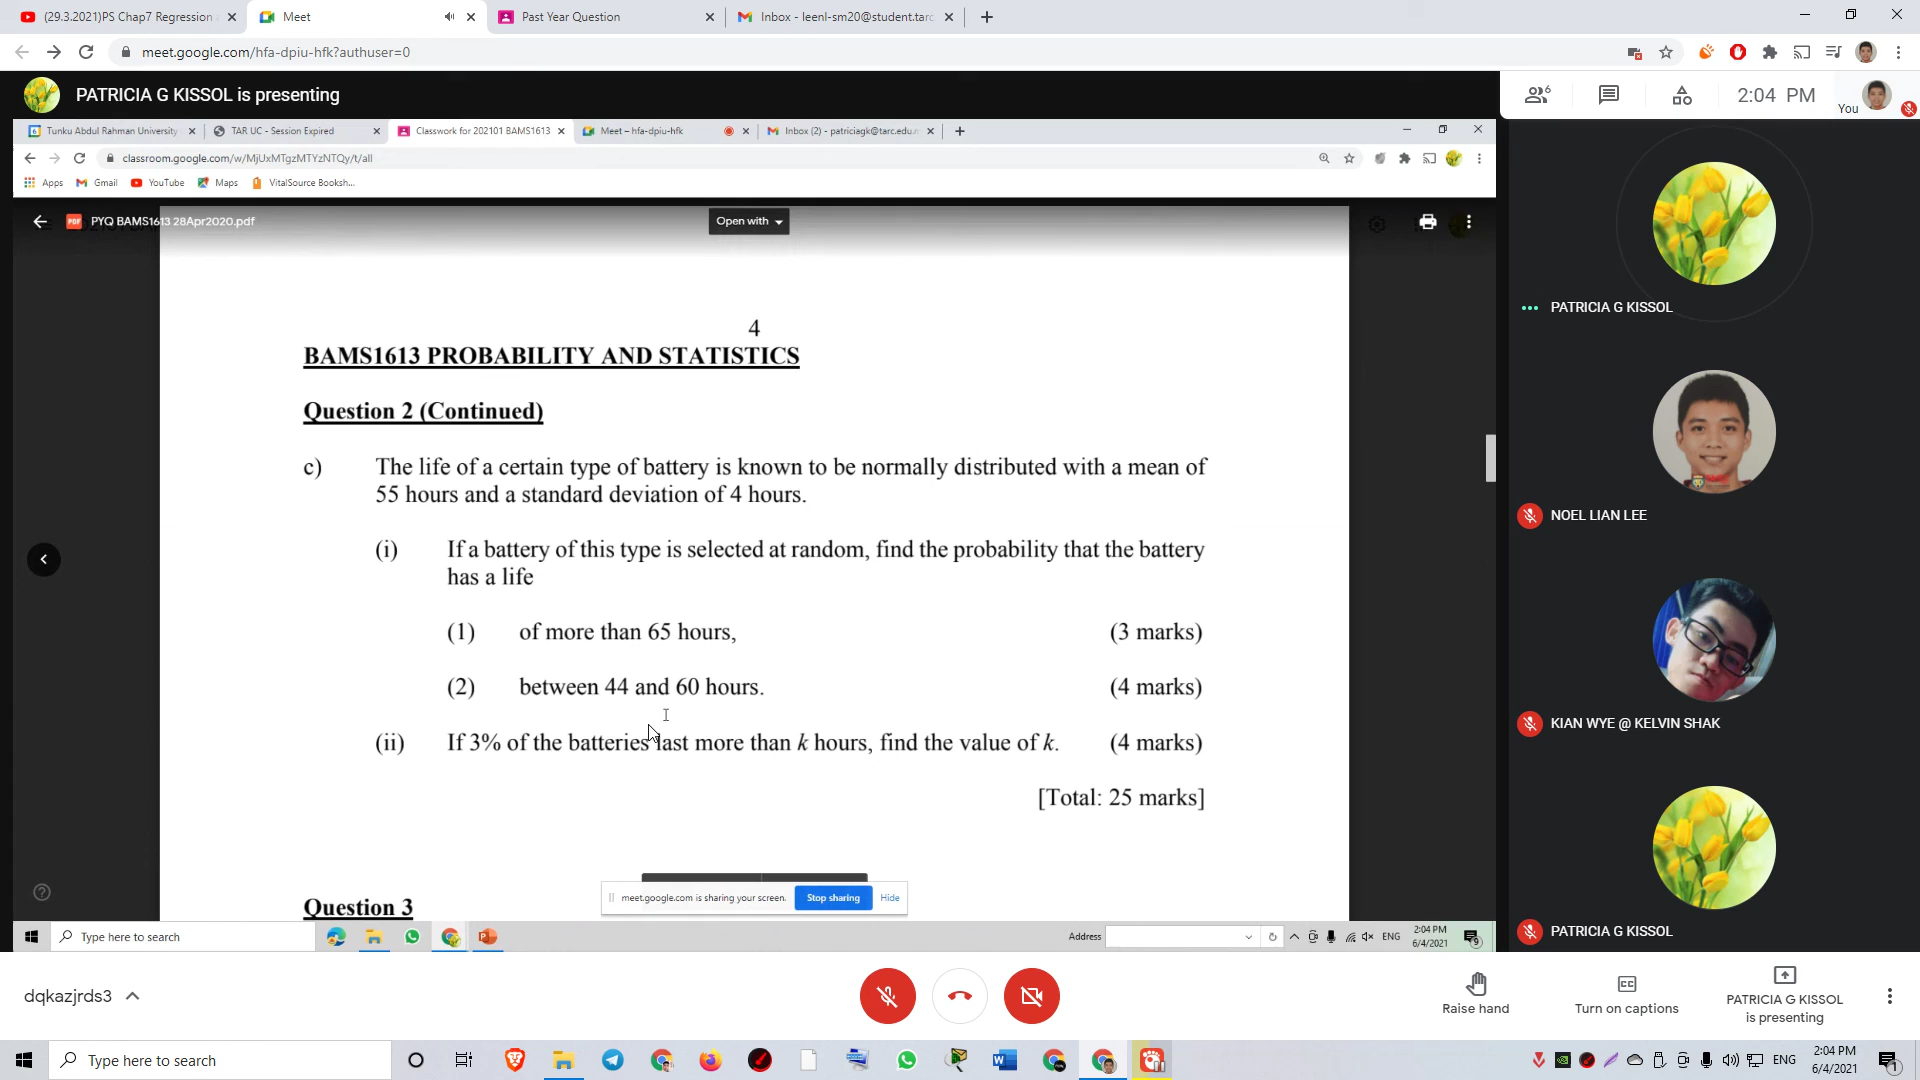 (29.3.2021)PS Chap7 Regression
Meet
Past Year Question
Inbox - leenl-sm20@student.tarc
meet.google.com/hfa-dpiu-hfk?authuser=0
PATRICIA G KISSOL is presenting
6
2:04 PM
You
Tunku Abdul Rahman University
TAR UC - Session Expired
Classwork for 202101 BAMS1613
Meet – hfa-dpiu-hfk
Inbox (2) - patriciagk@tarc.edu.m
classroom.google.com/w/MjUxMTgzMTYzNTQy/t/all
Apps
Gmail
YouTube
Maps
VitalSource Booksh...
PDF
PYQ BAMS1613 28Apr2020.pdf
Open with
4
BAMS1613 PROBABILITY AND STATISTICS
Question 2 (Continued)
c) The life of a certain type of battery is known to be normally distributed with a mean of
55 hours and a standard deviation of 4 hours.
(i) If a battery of this type is selected at random, find the probability that the battery
has a life
(1) of more than 65 hours, (3 marks)
(2) between 44 and 60 hours. (4 marks)
(ii) If 3% of the batteries last more than k hours, find the value of k. (4 marks)
[Total: 25 marks]
Question 3
meet.google.com is sharing your screen.
Stop sharing
Hide
Type here to search
Address
ENG
2:04 PM
6/4/2021
9
PATRICIA G KISSOL
NOEL LIAN LEE
KIAN WYE @ KELVIN SHAK
PATRICIA G KISSOL
dqkazjrds3
Raise hand
Turn on captions
PATRICIA G KISSOL
is presenting
Type here to search
ENG
2:04 PM
6/4/2021
1